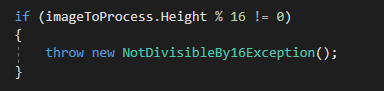 if (imageToProcess.Height % 16 != 0)
{
    throw new NotDivisibleBy16Exception();
}